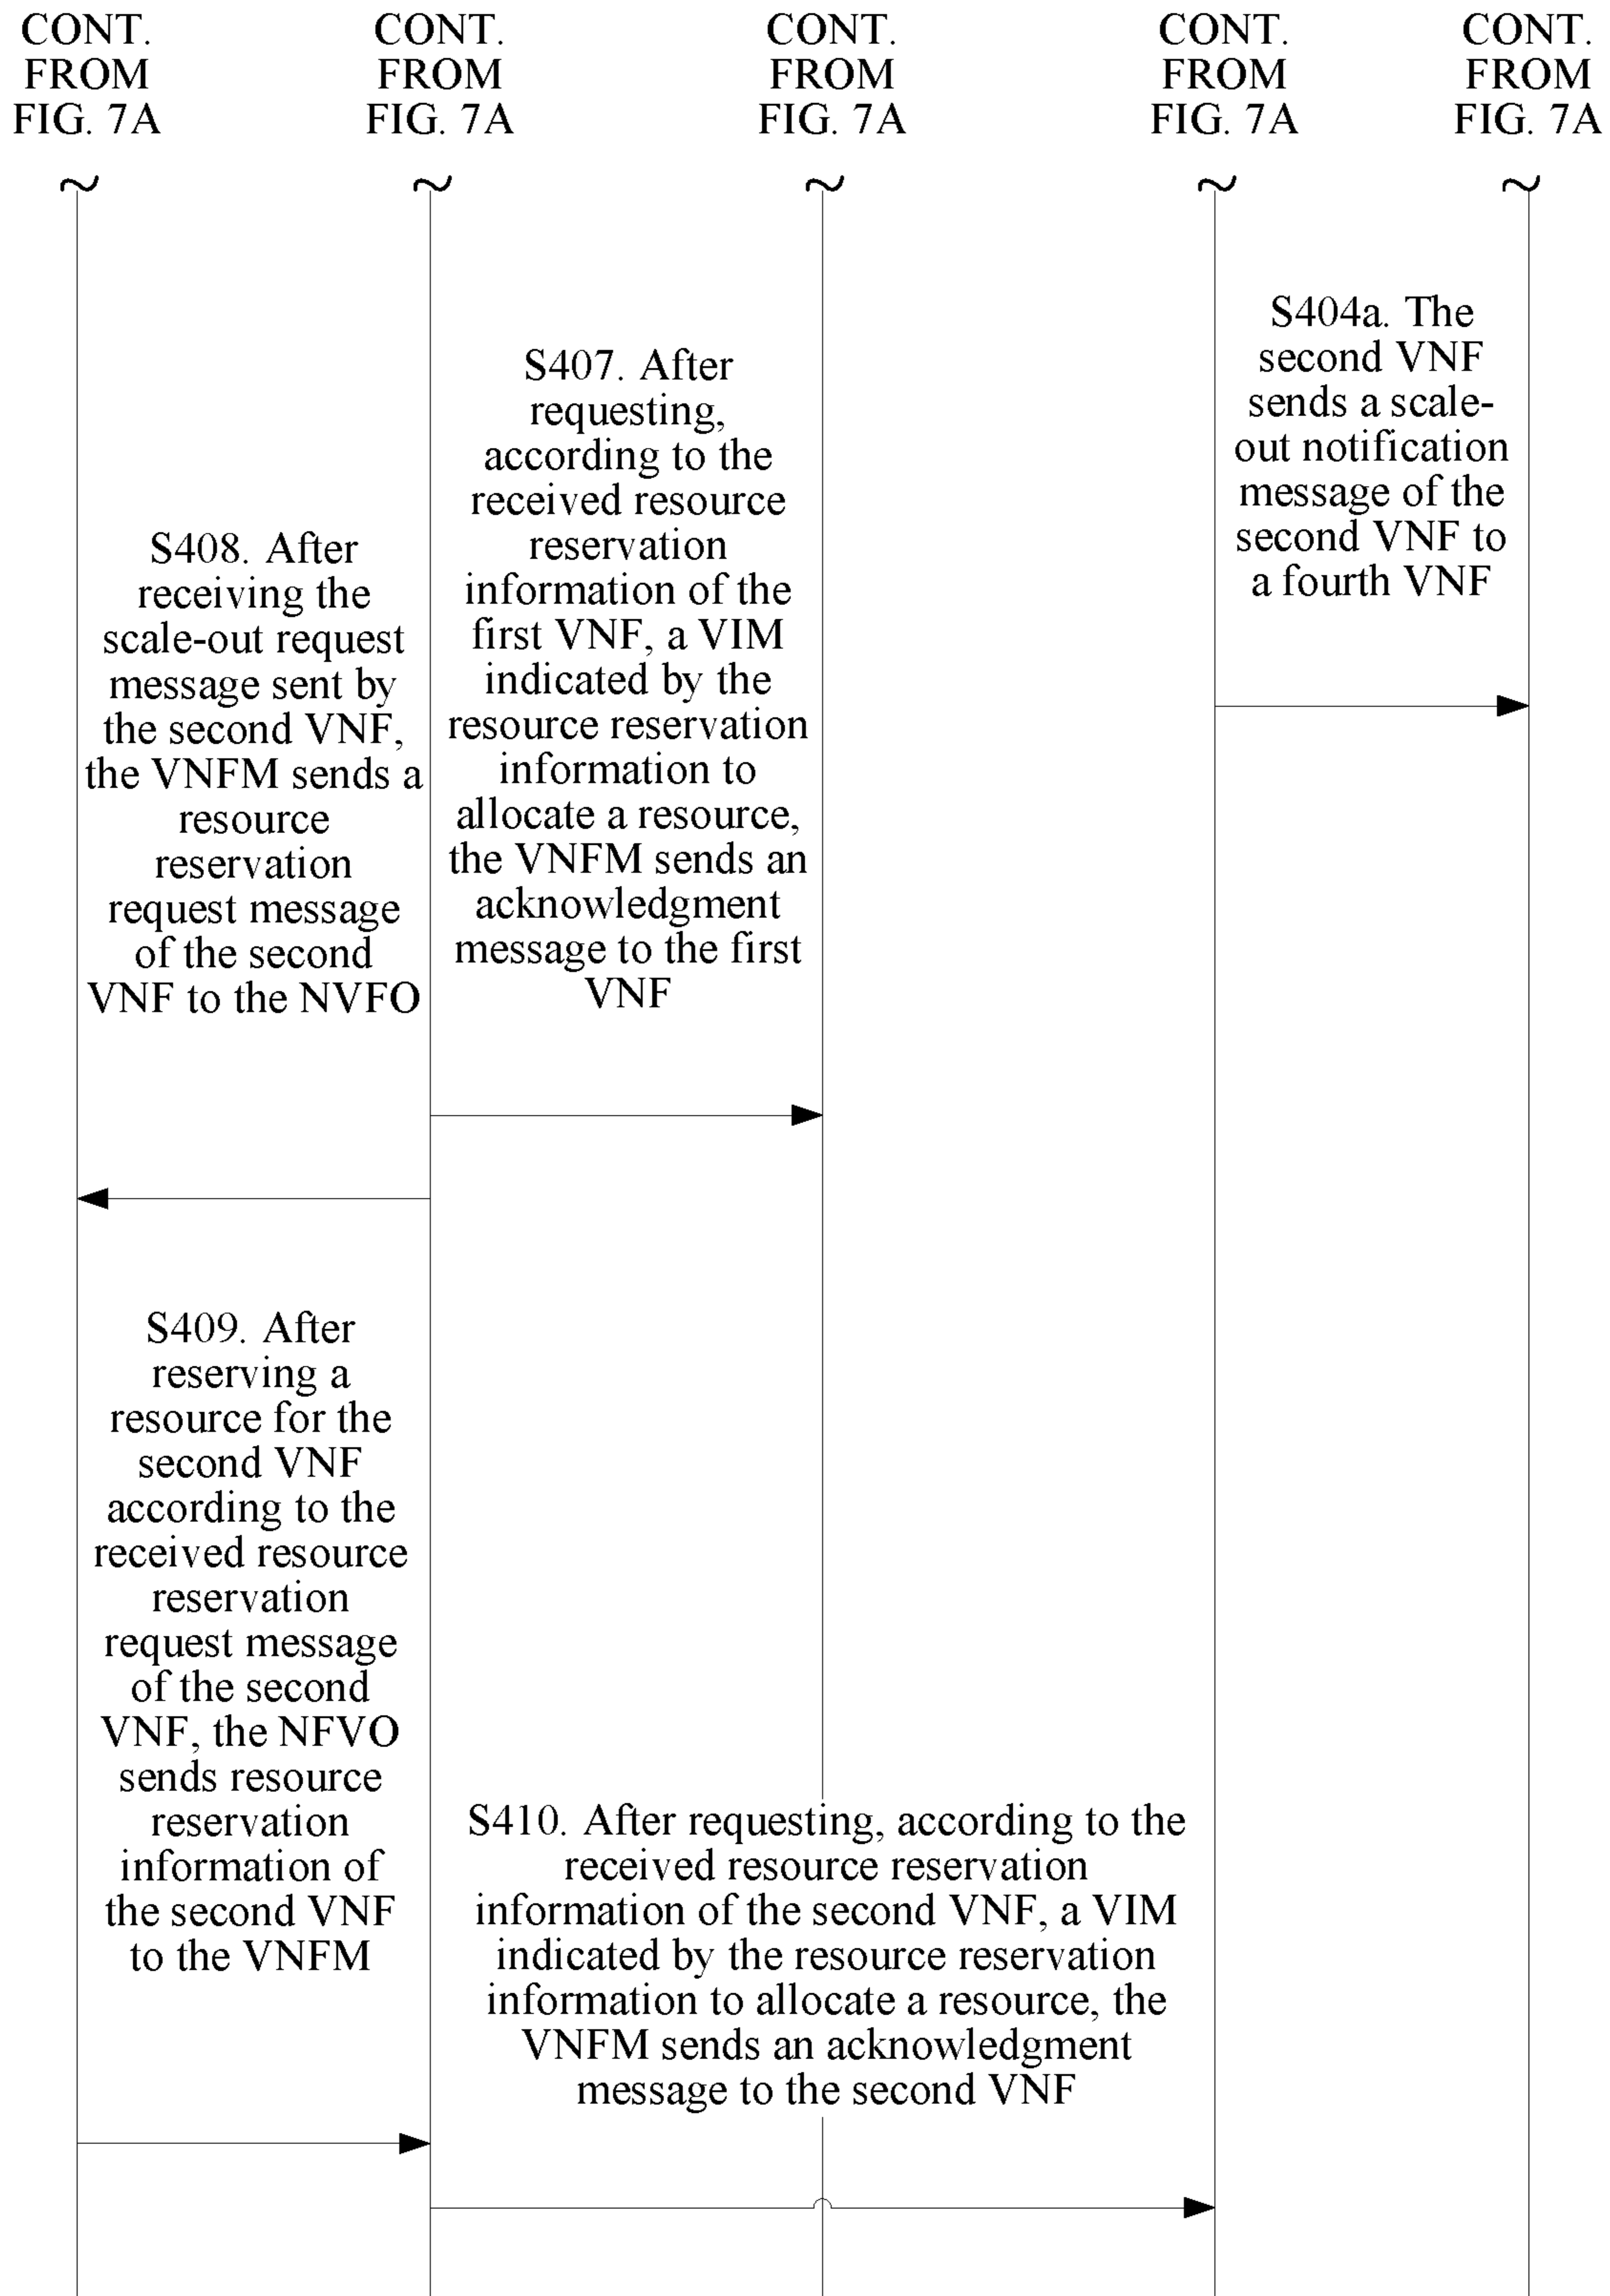 CONT.
FROM
FIG. 7A
CONT.
FROM
FIG. 7A
CONT.
FROM
FIG. 7A
CONT.
FROM
FIG. 7A
CONT.
FROM
FIG. 7A
S404a. The
second VNF
sends a scale-
out notification
message of the
second VNF to
a fourth VNF
S407. After
requesting,
according to the
received resource
reservation
information of the
first VNF, a VIM
indicated by the
resource reservation
information to
allocate a resource,
the VNFM sends an
acknowledgment
message to the first
VNF
S408. After
receiving the
scale-out request
message sent by
the second VNF,
the VNFM sends a
resource
reservation
request message
of the second
VNF to the NVFO
S409. After
reserving a
resource for the
second VNF
according to the
received resource
reservation
request message
of the second
VNF, the NFVO
sends resource
reservation
information of
the second VNF
to the VNFM
S410. After requesting, according to the
received resource reservation
information of the second VNF, a VIM
indicated by the resource reservation
information to allocate a resource, the
VNFM sends an acknowledgment
message to the second VNF